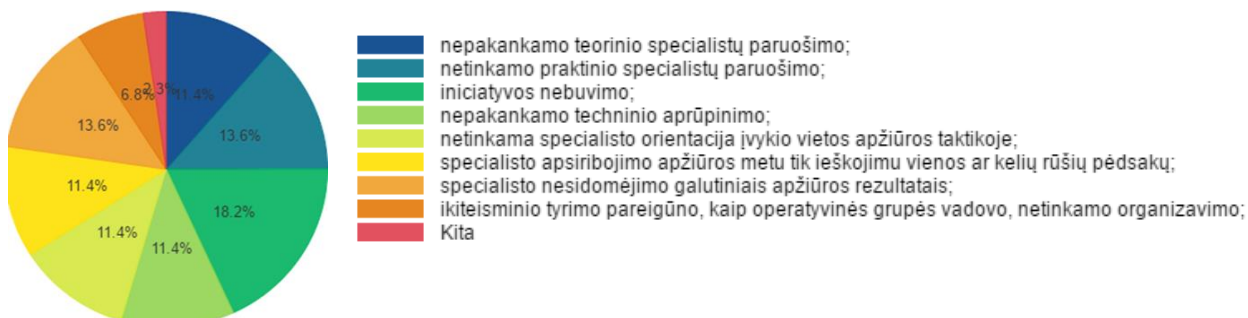 2.3%
11.4%
6.8%
13.6%
13.6%
11.4%
18.2%
11.4%
11.4%
nepakankamo teorinio specialistų paruošimo;
netinkamo praktinio specialistų paruošimo;
iniciatyvos nebuvimo;
nepakankamo techninio aprūpinimo;
netinkama specialisto orientacija įvykio vietos apžiūros taktikoje;
specialisto apsiribojimo apžiūros metu tik ieškojimu vienos ar kelių rūšių pėdsakų;
specialisto nesidomėjimo galutiniais apžiūros rezultatais;
ikiteisminio tyrimo pareigūno, kaip operatyvinės grupės vadovo, netinkamo organizavimo;
Kita